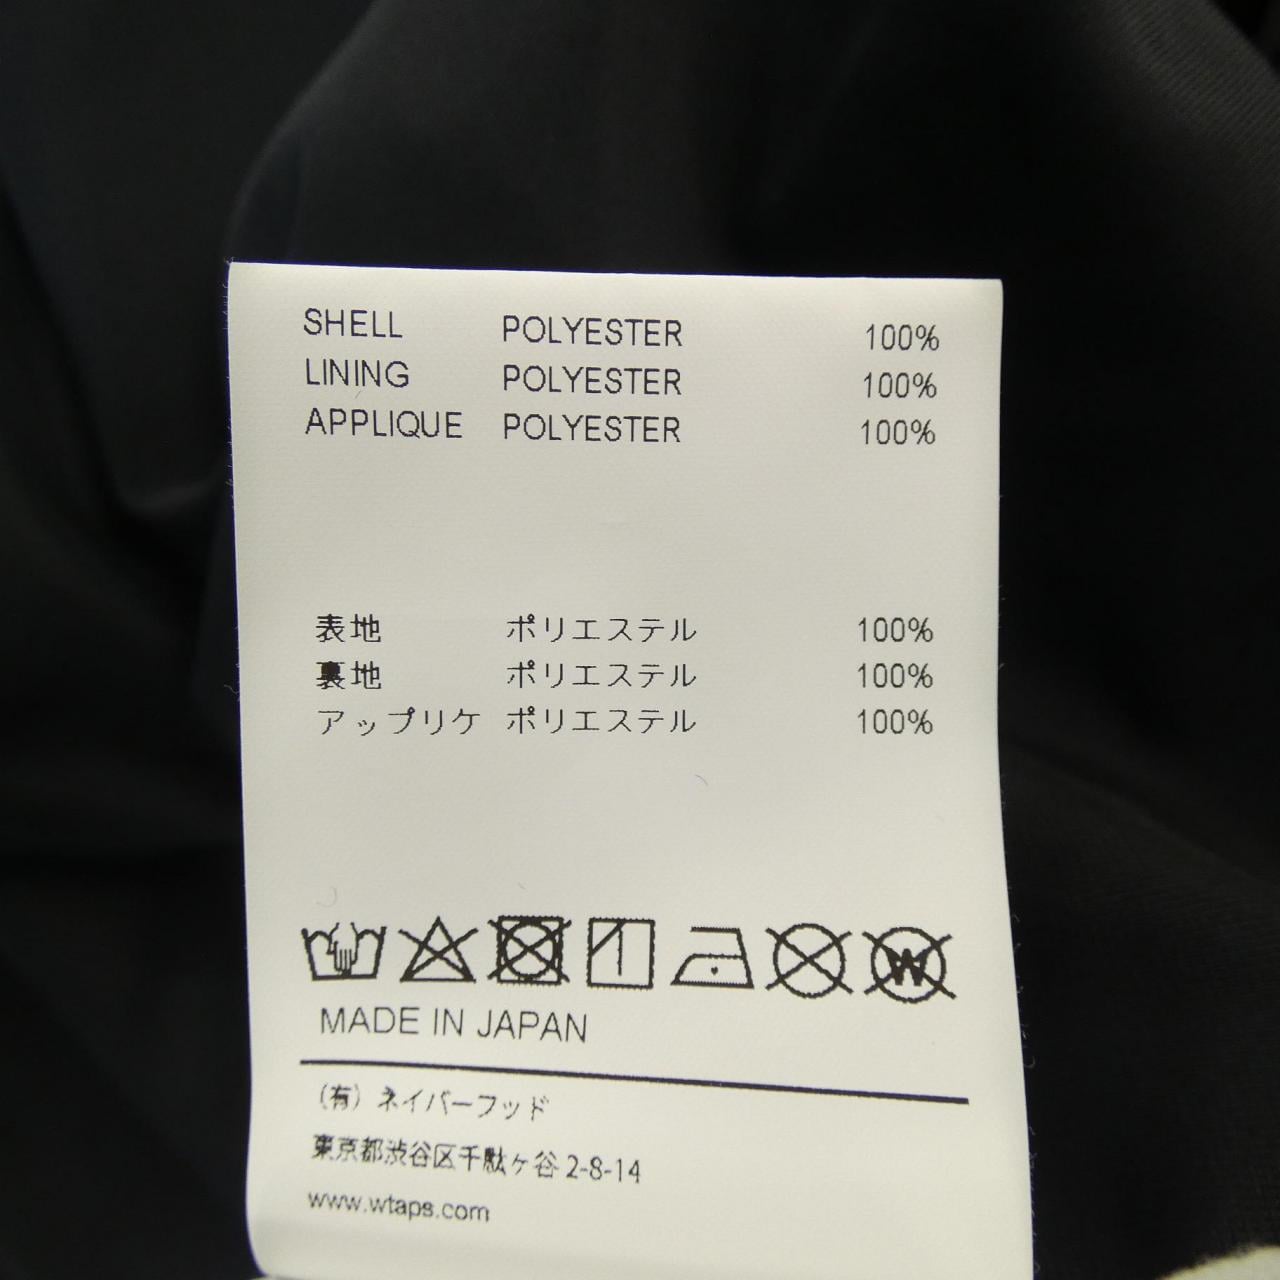 SHELL POLYESTER 100%
LINING POLYESTER 100%
APPLIQUE POLYESTER 100%
表地 ポリエステル 100%
裏地 ポリエステル 100%
アップリケ ポリエステル 100%
W
MADE IN JAPAN
(有) ネイバーフッド
東京都渋谷区千駄ヶ谷 2-8-14
www.wtaps.com